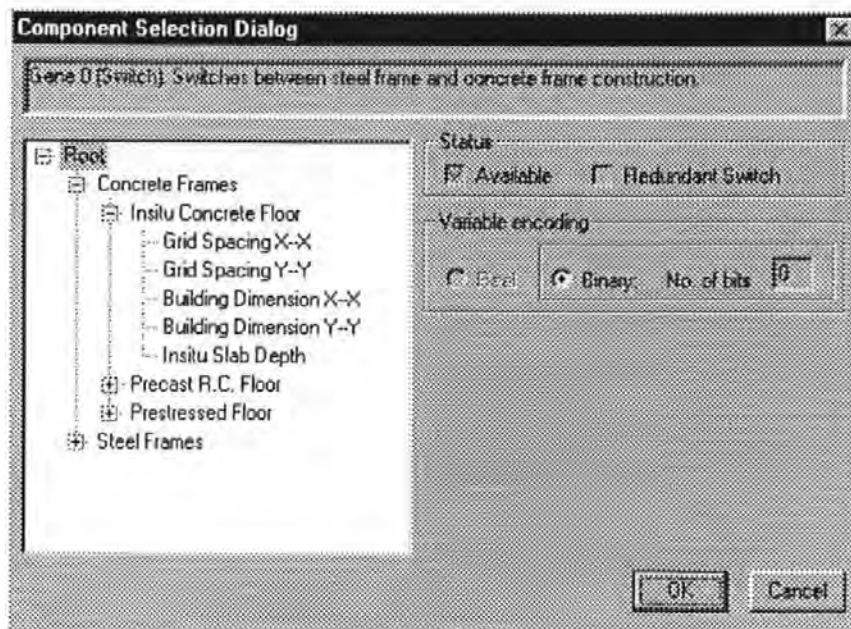 Component Selection Dialog
Gene 0 (Switch). Switches between steel frame and concrete frame construction.
Root
Concrete Frames
Insitu Concrete Floor
Grid Spacing X--X
Grid Spacing Y--Y
Building Dimension X--X
Building Dimension Y--Y
Insitu Slab Depth
Precast R.C. Floor
Prestressed Floor
Steel Frames
Status
Available Redundant Switch
Variable encoding
Real Binary: No. of bits
OK Cancel